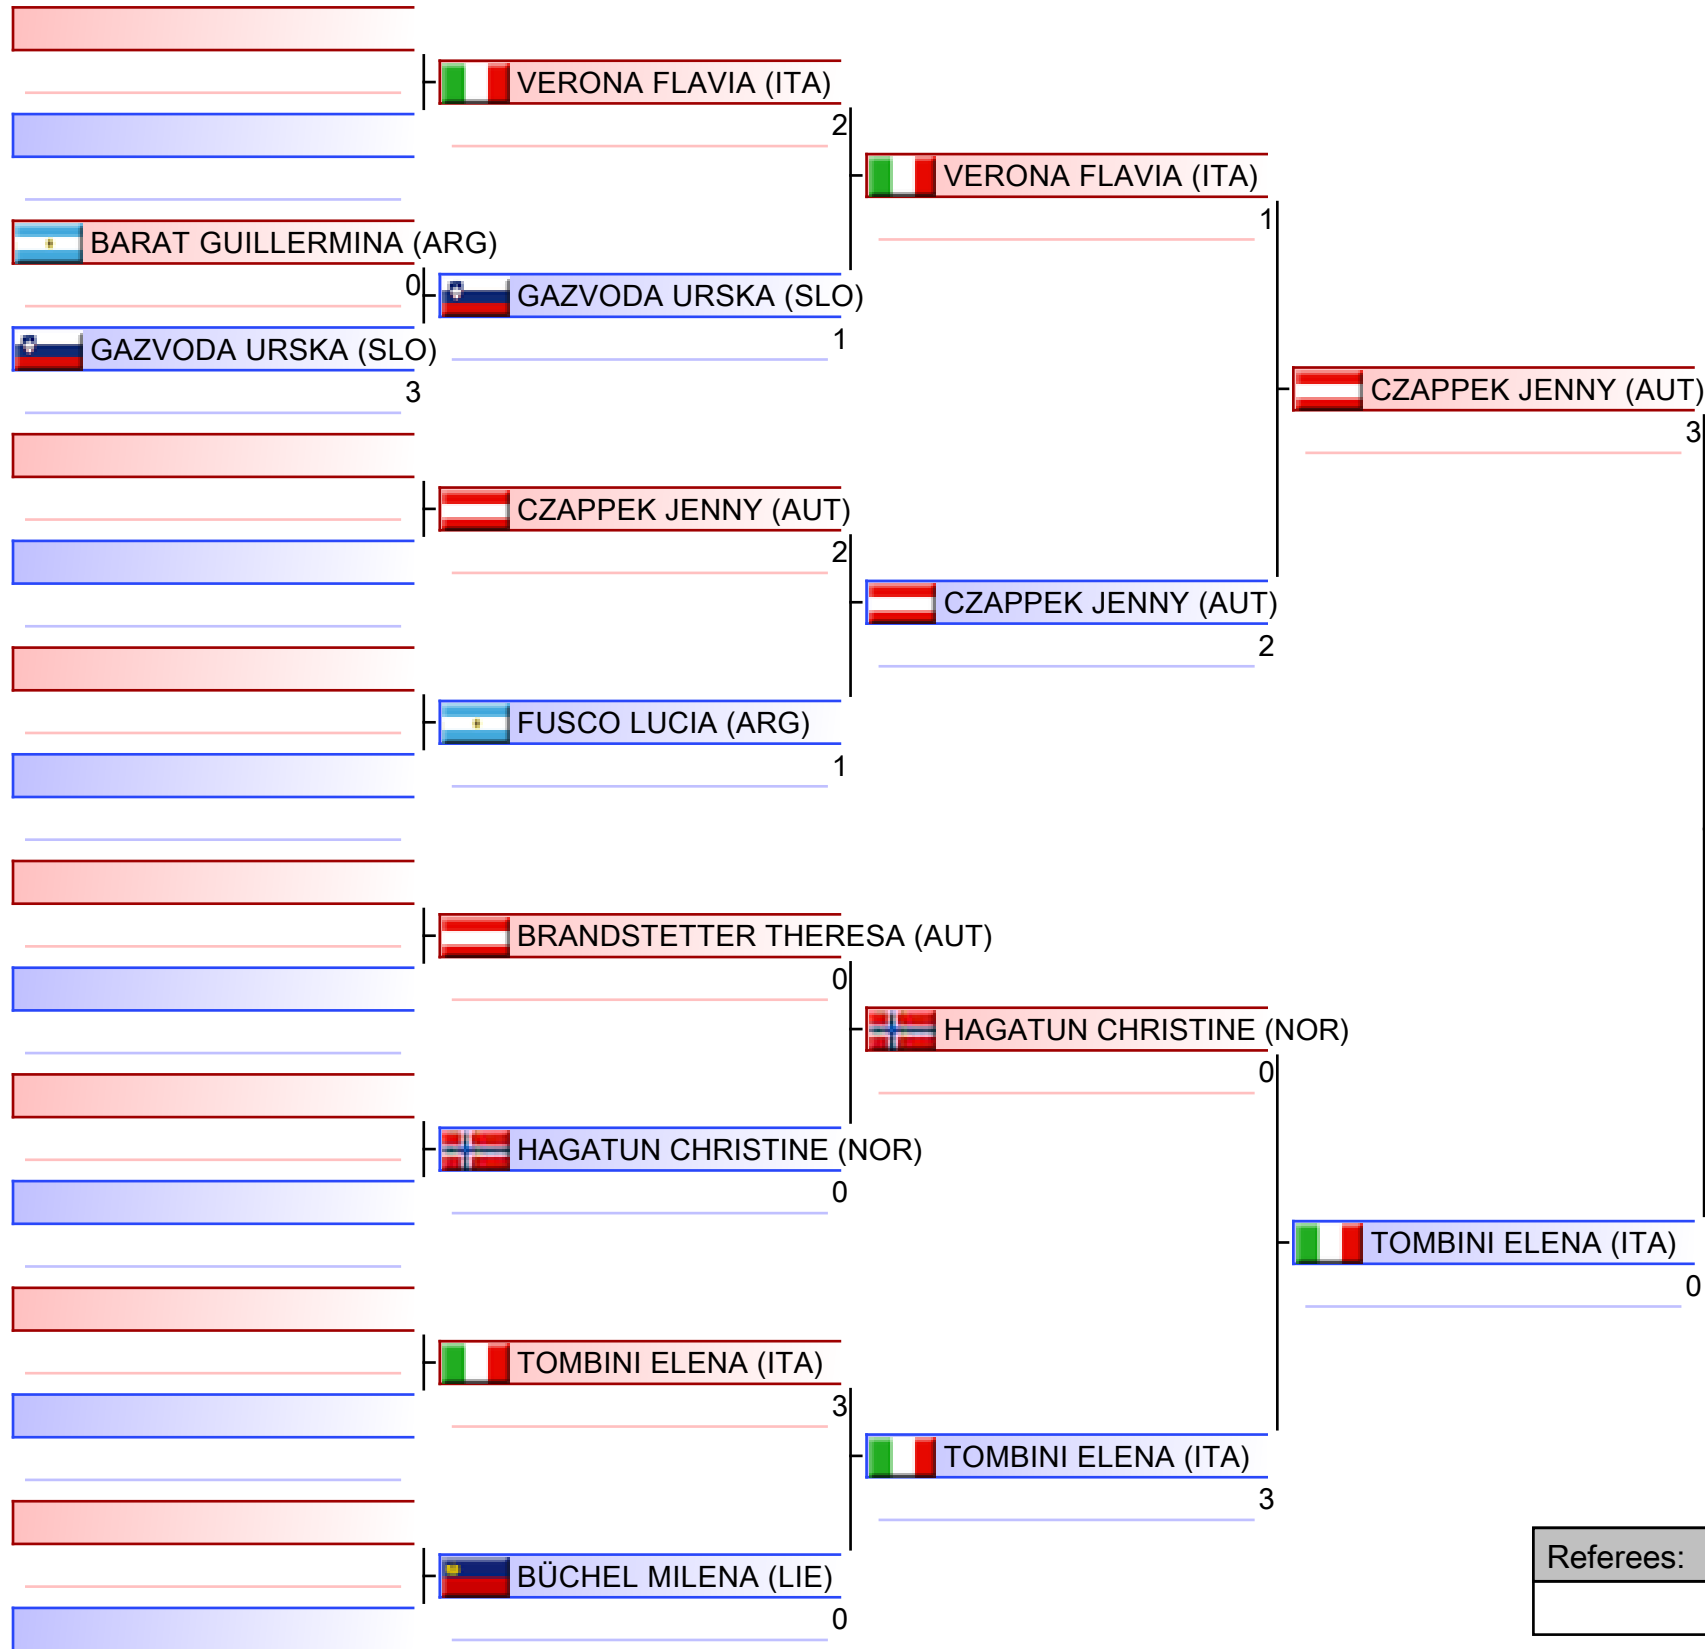 VERONA FLAVIA (ITA)
2
VERONA FLAVIA (ITA)
1
BARAT GUILLERMINA (ARG)
0
GAZVODA URSKA (SLO)
1
GAZVODA URSKA (SLO)
3
CZAPPEK JENNY (AUT)
3
CZAPPEK JENNY (AUT)
2
CZAPPEK JENNY (AUT)
2
FUSCO LUCIA (ARG)
1
BRANDSTETTER THERESA (AUT)
0
HAGATUN CHRISTINE (NOR)
0
HAGATUN CHRISTINE (NOR)
0
TOMBINI ELENA (ITA)
0
TOMBINI ELENA (ITA)
3
TOMBINI ELENA (ITA)
3
Referees:
BÜCHEL MILENA (LIE)
0